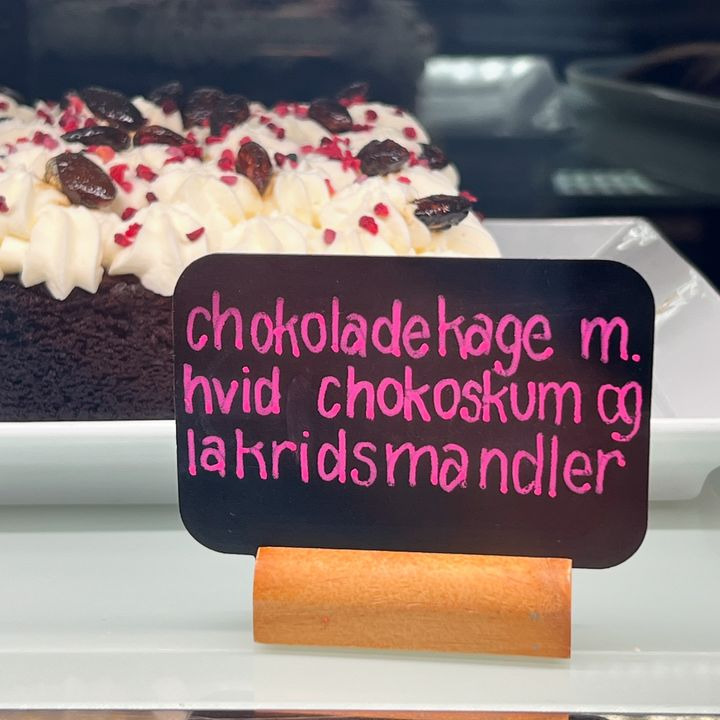 chokoladekage m.
hvid chokoskum og
lakridsmandler